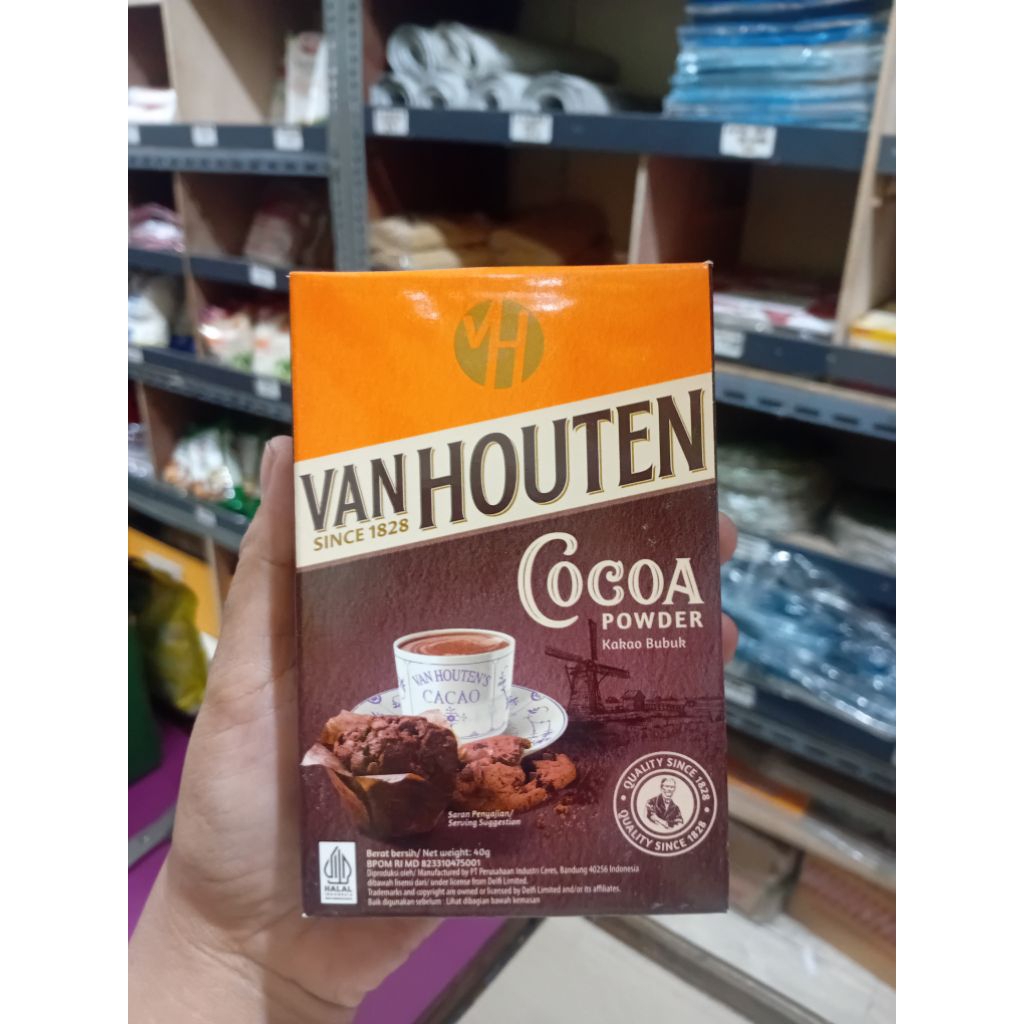 VH
VAN HOUTEN
SINCE 1828
COCOA
POWDER
Kakao Bubuk
VAN HOUTEN'S
CACAO
QUALITY SINCE 1828
QUALITY SINCE 1828
Saran Penyajian/
Serving Suggestion
HALAL
INDONESIA
Berat bersih/ Net weight: 40g
BPOM RI MD 823310475001
Diproduksi oleh/ Manufactured by PT Perusahaan Industri Ceres, Bandung 40256 Indonesia
dibawah lisensi dari/ under license from Delfi Limited.
Trademarks and copyright are owned or licensed by Delfi Limited and/or its affiliates.
Baik digunakan sebelum : Lihat dibagian bawah kemasan